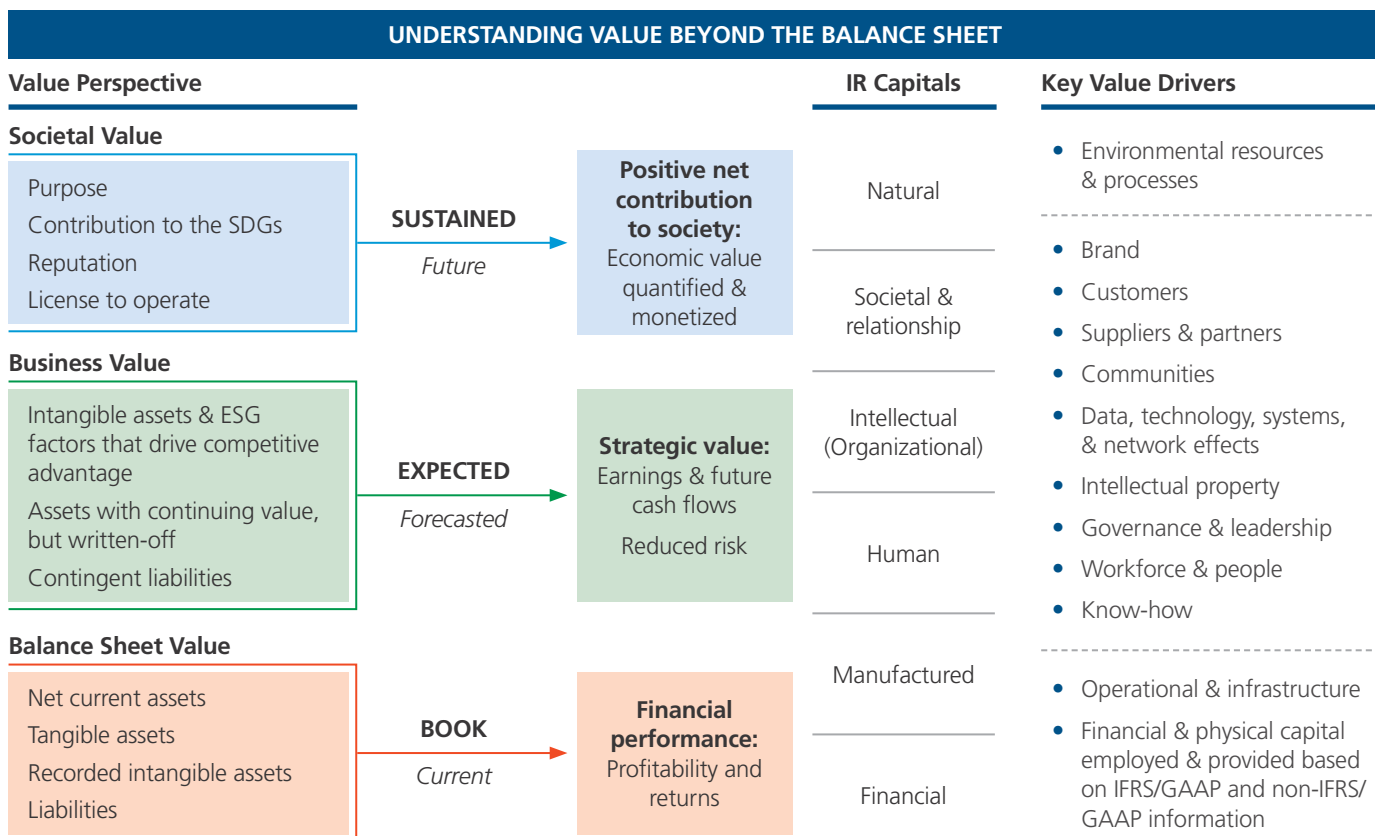 UNDERSTANDING VALUE BEYOND THE BALANCE SHEET
Value Perspective
IR Capitals
Key Value Drivers
Societal Value
Purpose
Contribution to the SDGs
Reputation
License to operate
SUSTAINED
Future
Positive net
contribution
to society:
Economic value
quantified &
monetized
Business Value
Intangible assets & ESG
factors that drive competitive
advantage
Assets with continuing value,
but written-off
Contingent liabilities
EXPECTED
Forecasted
Strategic value:
Earnings & future
cash flows
Reduced risk
Balance Sheet Value
Net current assets
Tangible assets
Recorded intangible assets
Liabilities
BOOK
Current
Financial
performance:
Profitability and
returns
Natural
Societal &
relationship
Intellectual
(Organizational)
Human
Manufactured
Financial
• Environmental resources
& processes
• Brand
• Customers
• Suppliers & partners
• Communities
• Data, technology, systems,
& network effects
• Intellectual property
• Governance & leadership
• Workforce & people
• Know-how
• Operational & infrastructure
• Financial & physical capital
employed & provided based
on IFRS/GAAP and non-IFRS/
GAAP information